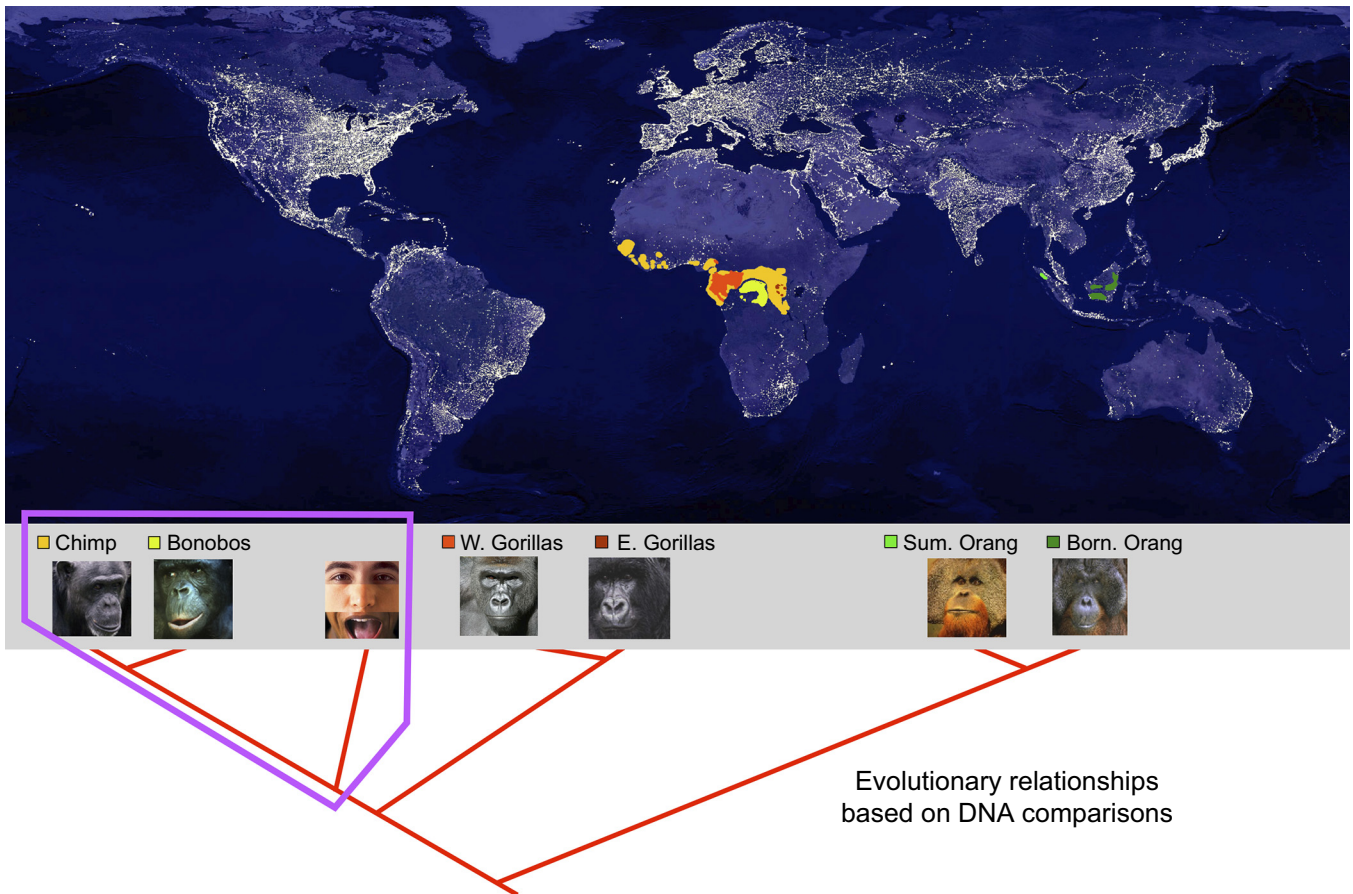 Chimp
Bonobos
W. Gorillas
E. Gorillas
Sum. Orang
Born. Orang
Evolutionary relationships
based on DNA comparisons